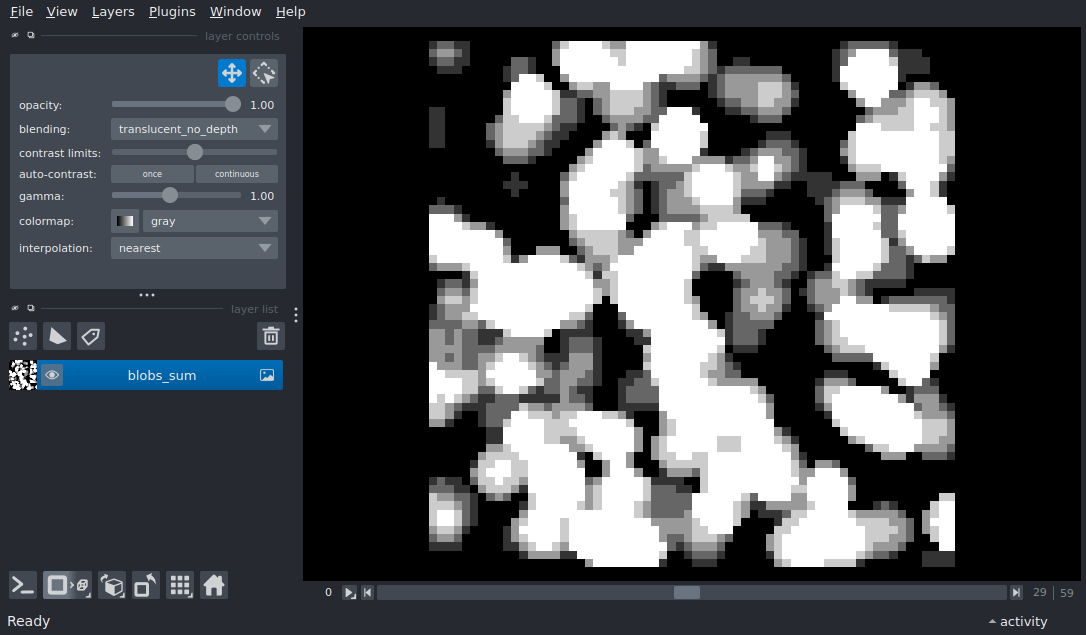 File View Layers Plugins Window Help
layer controls
opacity: 1.00
blending: translucent_no_depth
contrast limits:
auto-contrast: once continuous
gamma: 1.00
colormap: gray
interpolation: nearest
layer list
blobs_sum
0 29 59
Ready activity